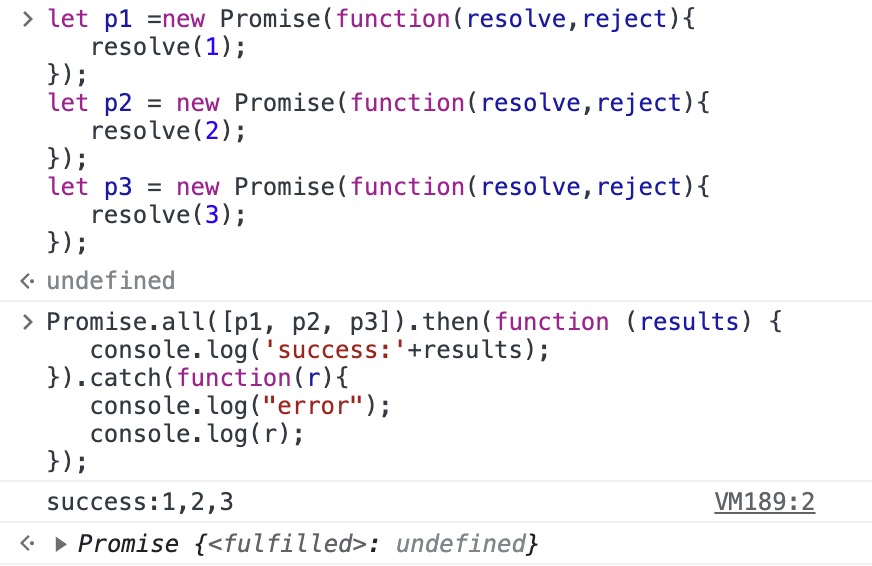 > let p1 =new Promise(function(resolve,reject){
   resolve(1);
});
let p2 = new Promise(function(resolve,reject){
   resolve(2);
});
let p3 = new Promise(function(resolve,reject){
   resolve(3);
});
undefined
> Promise.all([p1, p2, p3]).then(function (results) {
   console.log('success:'+results);
}).catch(function(r){
   console.log("error");
   console.log(r);
});
success:1,2,3 VM189:2
Promise {<fulfilled>: undefined}